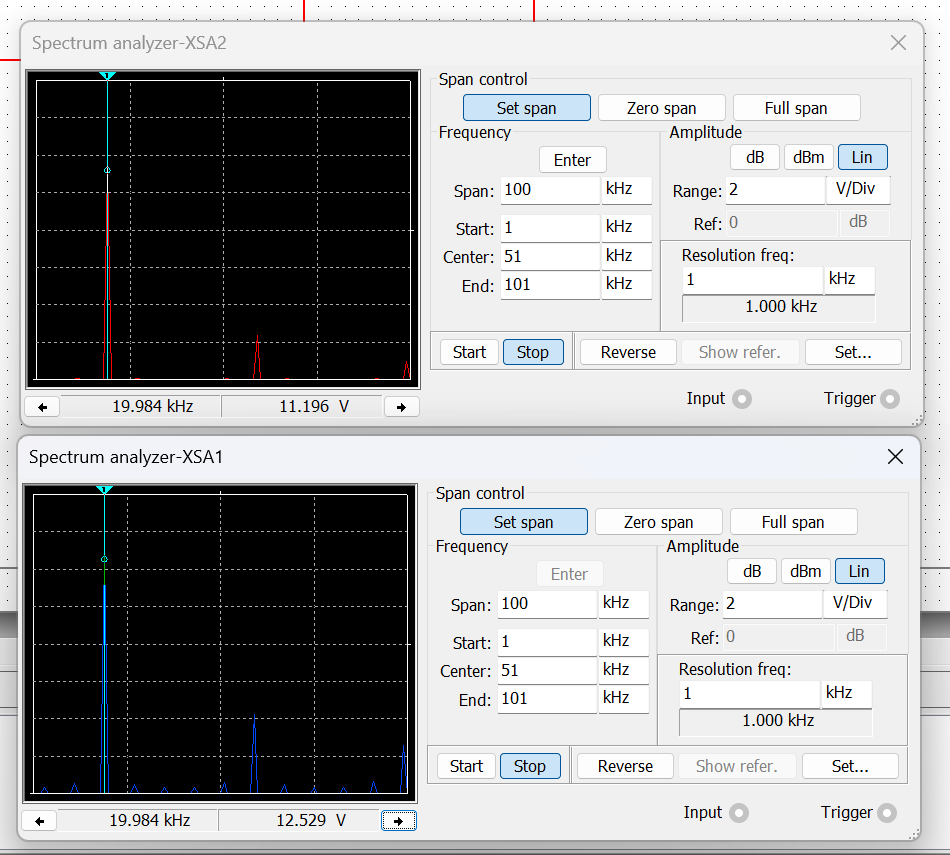 Spectrum analyzer-XSA2
1
Span control
Set span Zero span Full span
Frequency Amplitude
Enter dB dBm Lin
Span: 100 kHz Range: 2 V/Div
Start: 1 kHz Ref: 0 dB
Center: 51 kHz Resolution freq:
End: 101 kHz 1 kHz
1.000 kHz
Start Stop Reverse Show refer. Set...
19.984 kHz 11.196 V Input Trigger
Spectrum analyzer-XSA1
1
Span control
Set span Zero span Full span
Frequency Amplitude
Enter dB dBm Lin
Span: 100 kHz Range: 2 V/Div
Start: 1 kHz Ref: 0 dB
Center: 51 kHz Resolution freq:
End: 101 kHz 1 kHz
1.000 kHz
Start Stop Reverse Show refer. Set...
19.984 kHz 12.529 V Input Trigger